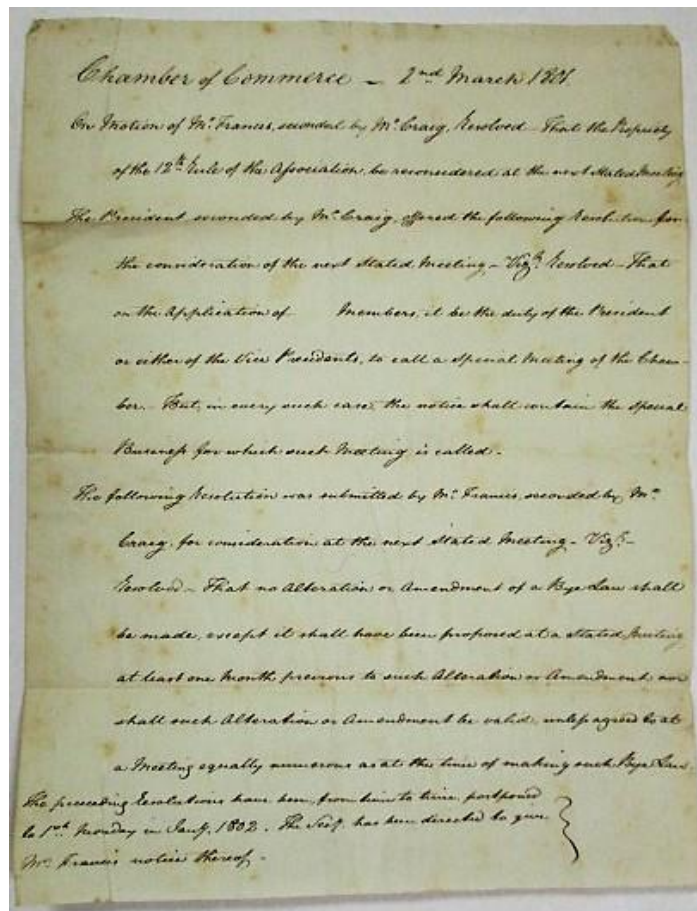 Chamber of Commerce – 2nd March 1801.
On Motion of Mr. Francis, seconded by Mr. Craig, Resolved – That the Propriety
of the 12th Rule of the Association, be reconsidered at the next Stated Meeting
The President seconded by Mr. Craig, offered the following Resolution for
the consideration of the next Stated Meeting – Vizt. Resolved – That
on the Application of Members, it be the duty of the President
or either of the Vice Presidents, to call a Special Meeting of the Cham-
ber. – But, in every such case, the notice shall contain the special
Business for which such Meeting is called.
The following Resolution was submitted by Mr. Francis, seconded by Mr.
Craig, for consideration at the next Stated Meeting – Vizt. –
Resolved – That no Alteration or Amendment of a Bye Law shall
be made, except it shall have been proposed at a Stated Meeting
at least one Month previous to such Alteration or Amendment nor
shall such Alteration or Amendment be valid, unless agreed to at
a Meeting equally numerous as at the time of making such Bye Law.
The preceeding Resolutions have been, from time to time, postponed
to 1st Monday in Jany. 1802. The Secy. has been directed to give
Mr. Francis notice thereof. –